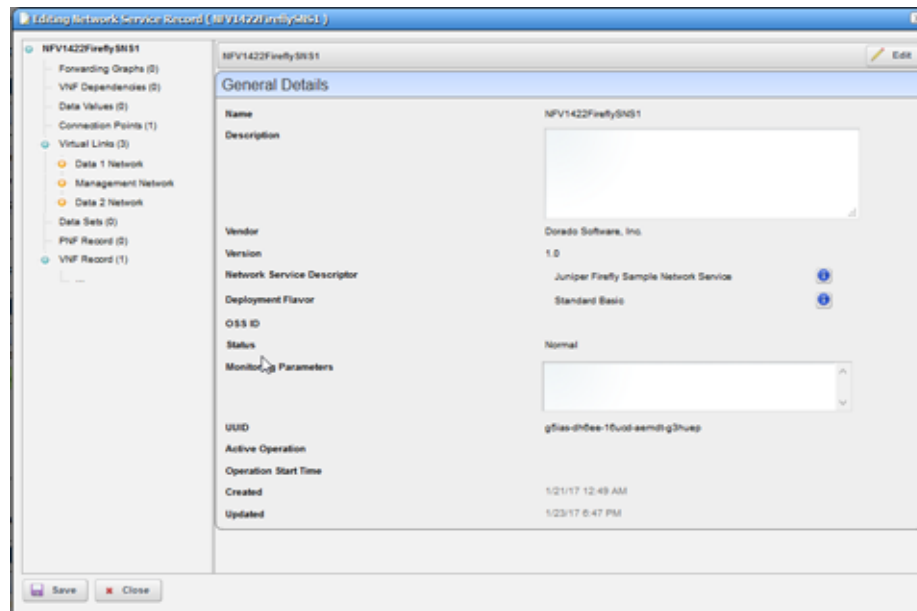 Editing Network Service Record ( NFV1422FireflySNS1 )
NFV1422FireflySNS1
Forwarding Graphs (0)
VNF Dependencies (0)
Data Values (0)
Connection Points (1)
Virtual Links (3)
Data 1 Network
Management Network
Data 2 Network
Data Sets (0)
PNF Record (0)
VNF Record (1)
...
NFV1422FireflySNS1
Edit
General Details
Name NFV1422FireflySNS1
Description
Vendor Dorado Software, Inc.
Version 1.0
Network Service Descriptor Juniper Firefly Sample Network Service
Deployment Flavor Standard Basic
OSS ID
Status Normal
Monitoring Parameters
UUID
Active Operation
Operation Start Time
Created 1/21/17 12:49 AM
Updated 1/23/17 6:47 PM
Save
Close